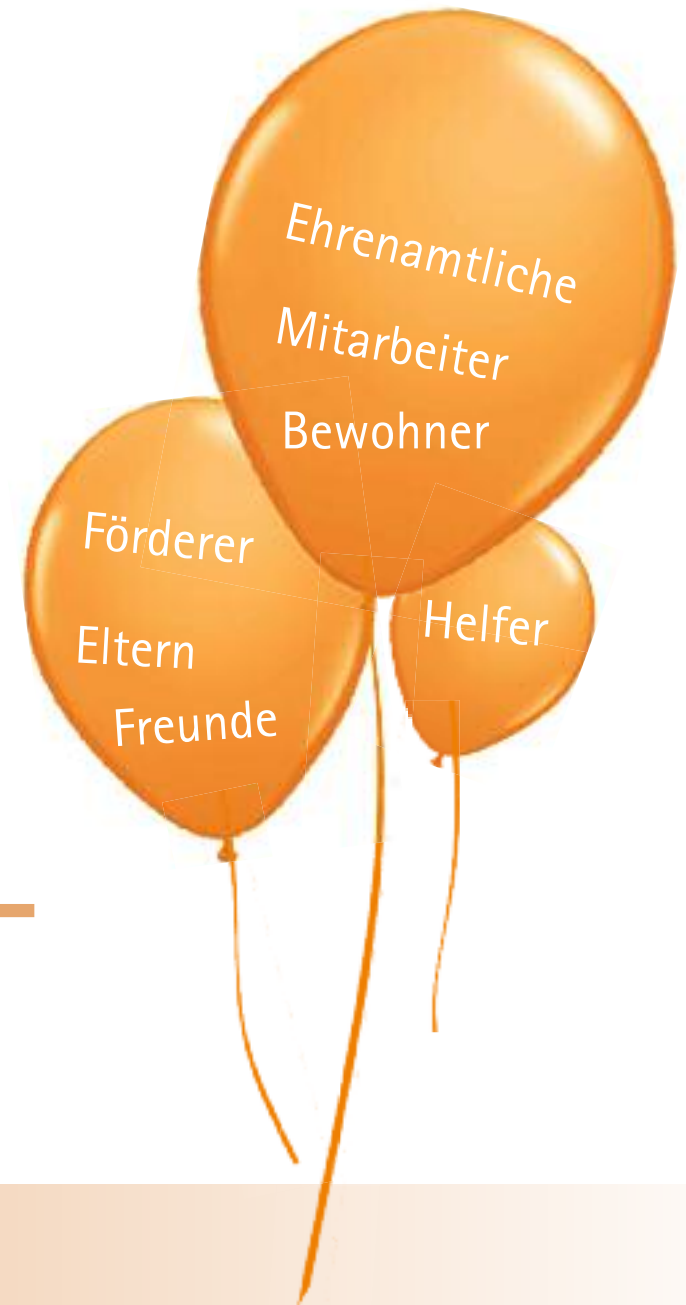 Ehrenamtliche
Mitarbeiter
Bewohner
Förderer
Eltern
Freunde
Helfer